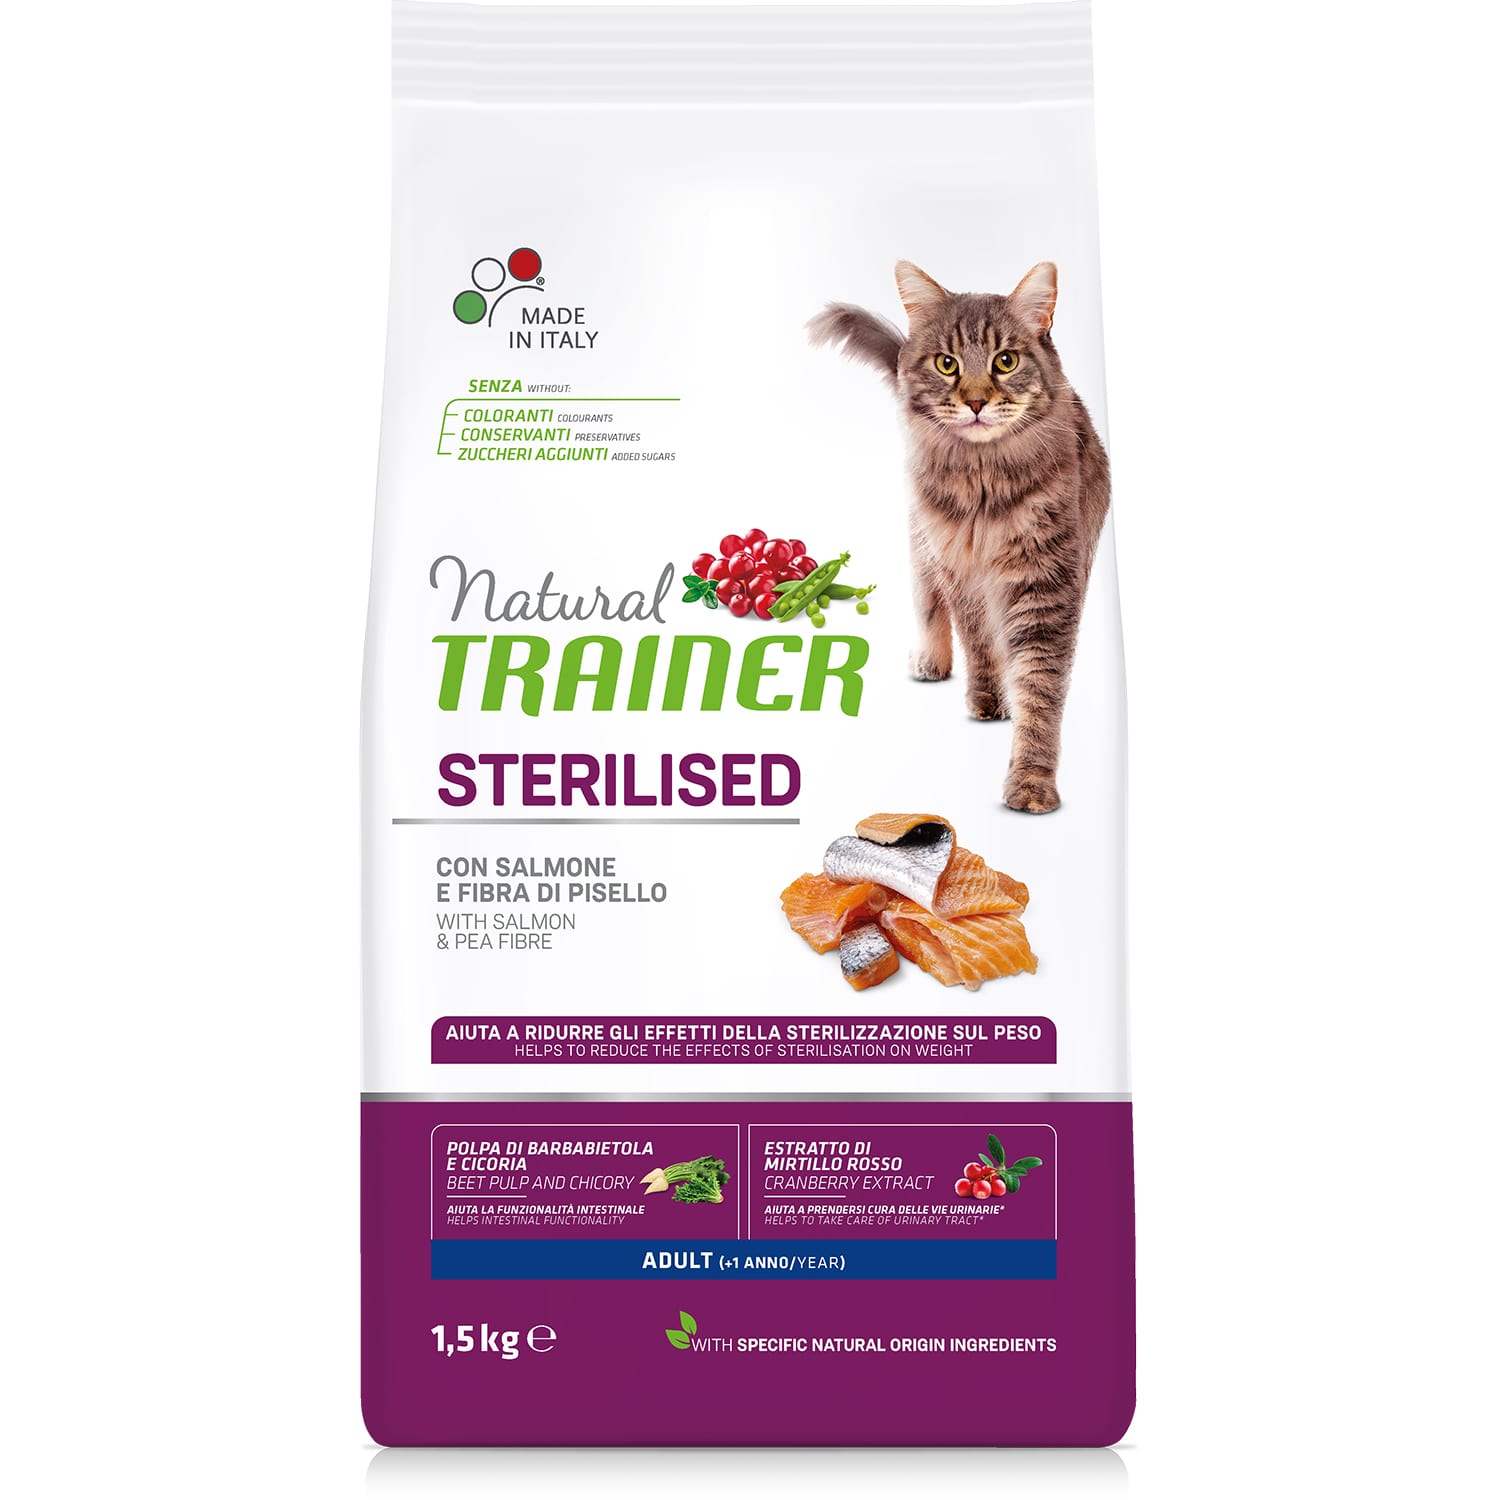 MADE
IN ITALY
SENZA WITHOUT:
COLORANTI COLOURANTS
CONSERVANTI PRESERVATIVES
ZUCCHERI AGGIUNTI ADDED SUGARS
Natural
TRAINER
STERILISED
CON SALMONE
E FIBRA DI PISELLO
WITH SALMON
& PEA FIBRE
AIUTA A RIDURRE GLI EFFETTI DELLA STERILIZZAZIONE SUL PESO
HELPS TO REDUCE THE EFFECTS OF STERILISATION ON WEIGHT
POLPA DI BARBABIETOLA
E CICORIA
BEET PULP AND CHICORY
AIUTA LA FUNZIONALITÀ INTESTINALE
HELPS INTESTINAL FUNCTIONALITY
ESTRATTO DI
MIRTILLO ROSSO
CRANBERRY EXTRACT
AIUTA A PRENDERSI CURA DELLE VIE URINARIE*
HELPS TO TAKE CARE OF URINARY TRACT*
ADULT (+1 ANNO/YEAR)
1,5 kg ℮
WITH SPECIFIC NATURAL ORIGIN INGREDIENTS